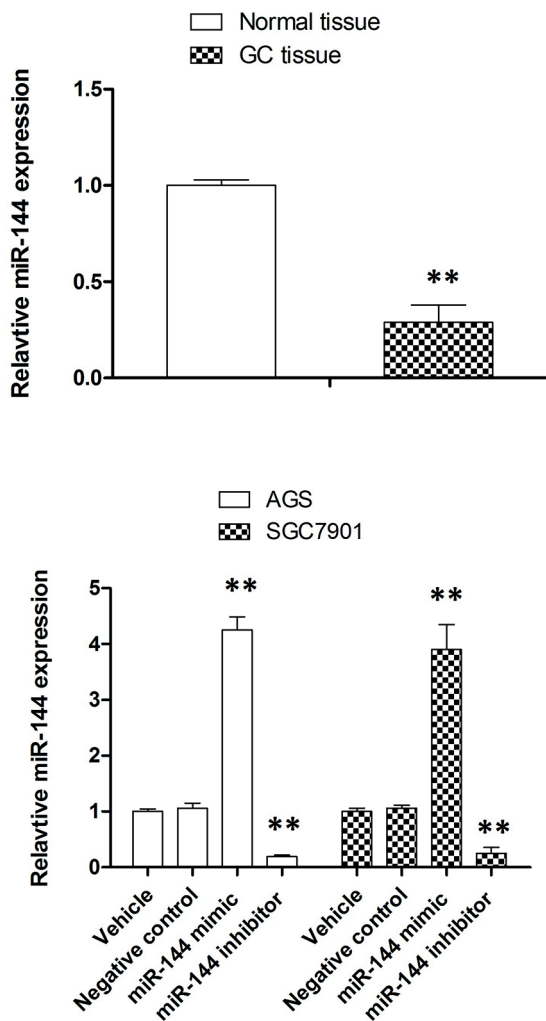 Normal tissue
GC tissue
Relavtive miR-144 expression
1.5
1.0
0.5
0.0
**
AGS
SGC7901
Relavtive miR-144 expression
5
4
3
2
1
0
**
**
**
**
Vehicle
Negative control
miR-144 mimic
miR-144 inhibitor
Vehicle
Negative control
miR-144 mimic
miR-144 inhibitor